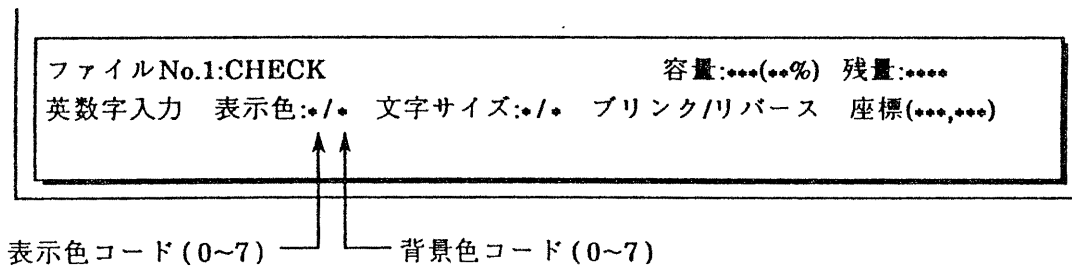 ファイルNo.1:CHECK 容量:***(**%) 残量:****
英数字入力 表示色:*/* 文字サイズ:*/* ブリンク/リバース 座標(***,***)
表示色コード(0~7) 背景色コード(0~7)